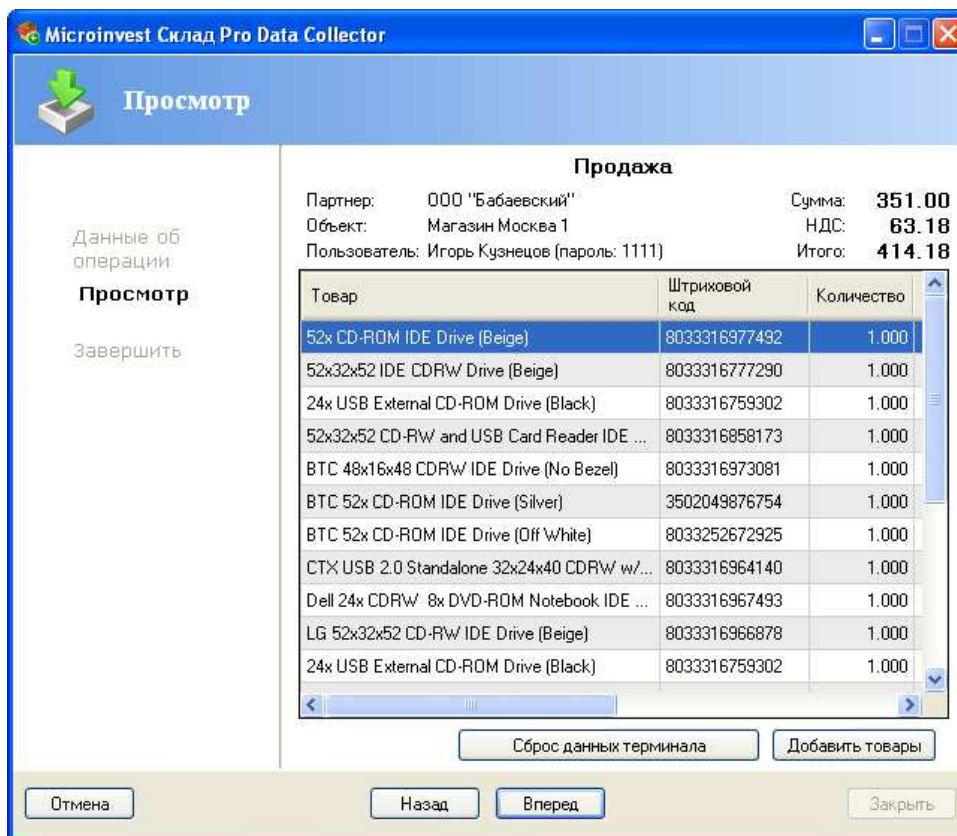 Microinvest Склад Pro Data Collector
Просмотр
Данные об
операции
Просмотр
Завершить
Продажа
Партнер: ООО "Бабаевский" Сумма: 351.00
Объект: Магазин Москва 1 НДС: 63.18
Пользователь: Игорь Кузнецов (пароль: 1111) Итого: 414.18
Товар Штриховой код Количество
52x CD-ROM IDE Drive (Beige) 8033316977492 1.000
52x32x52 IDE CDRW Drive (Beige) 8033316777290 1.000
24x USB External CD-ROM Drive (Black) 8033316759302 1.000
52x32x52 CD-RW and USB Card Reader IDE ... 8033316858173 1.000
BTC 48x16x48 CDRW IDE Drive (No Bezel) 8033316973081 1.000
BTC 52x CD-ROM IDE Drive (Silver) 3502049876754 1.000
BTC 52x CD-ROM IDE Drive (Off White) 8033252672925 1.000
CTX USB 2.0 Standalone 32x24x40 CDRW w/... 8033316964140 1.000
Dell 24x CDRW 8x DVD-ROM Notebook IDE ... 8033316967493 1.000
LG 52x32x52 CD-RW IDE Drive (Beige) 8033316966878 1.000
24x USB External CD-ROM Drive (Black) 8033316759302 1.000
Сброс данных терминала Добавить товары
Отмена Назад Вперед Закрыть